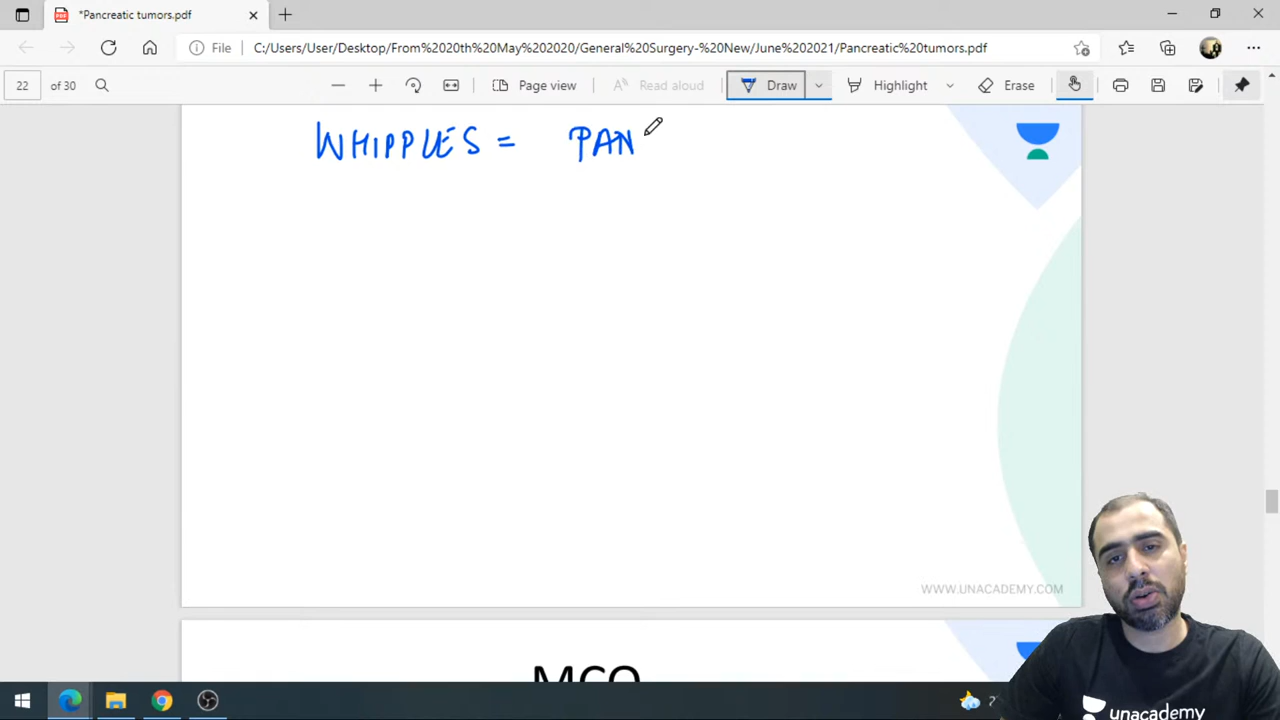 *Pancreatic tumors.pdf
File C:/Users/User/Desktop/From%2020th%20May%202020/General%20Surgery-%20New/June%202021/Pancreatic%20tumors.pdf
22 of 30 Page view Read aloud Draw Highlight Erase
WHIPPLES = PAN
WWW.UNACADEMY.COM
MCQ
unacademy